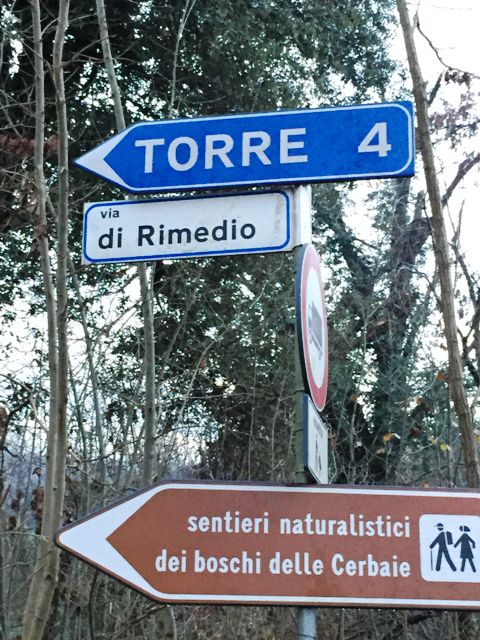 TORRE 4
via
di Rimedio
sentieri naturalistici
dei boschi delle Cerbaie